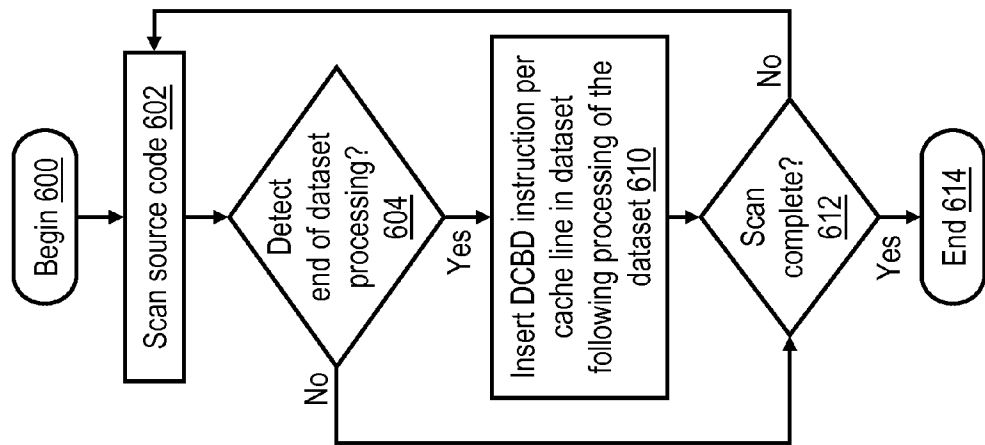 Begin 600
Scan source code 602
Detect
end of dataset
processing?
604
No
Yes
Insert DCBD instruction per
cache line in dataset
following processing of the
dataset 610
Scan
complete?
612
No
Yes
End 614